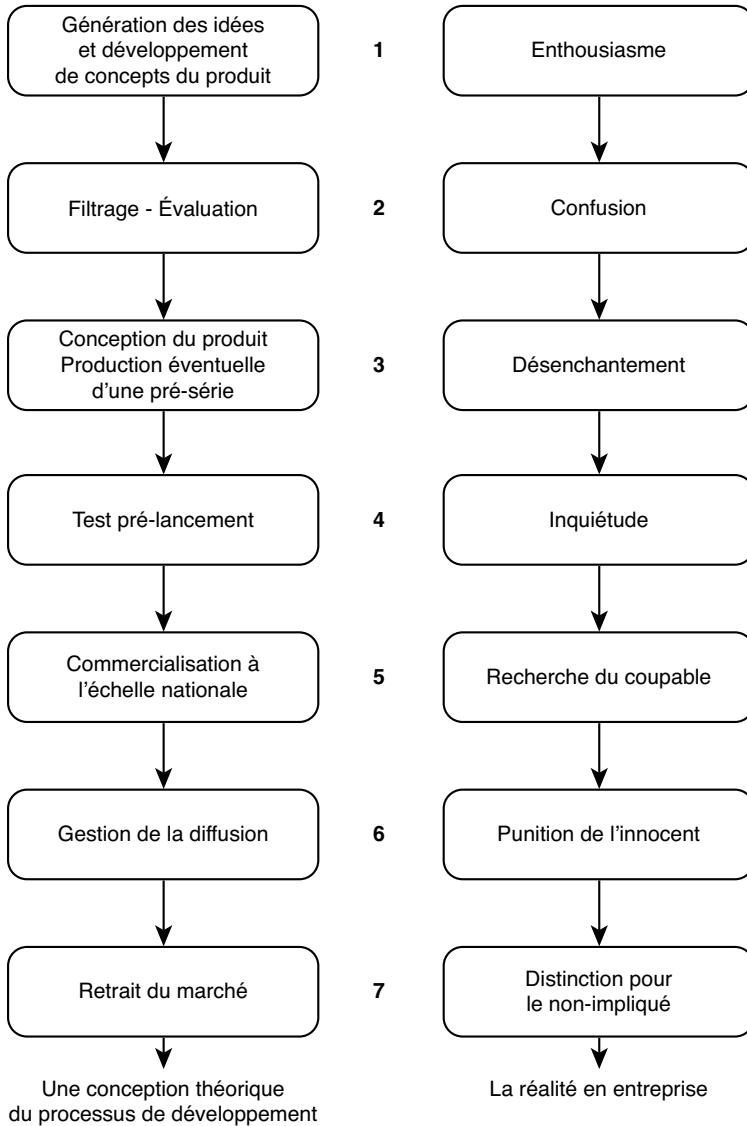 Génération des idées
et développement
de concepts du produit
1
Enthousiasme
Filtrage - Évaluation
2
Confusion
Conception du produit
Production éventuelle
d’une pré-série
3
Désenchantement
Test pré-lancement
4
Inquiétude
Commercialisation à
l’échelle nationale
5
Recherche du coupable
Gestion de la diffusion
6
Punition de l’innocent
Retrait du marché
7
Distinction pour
le non-impliqué
Une conception théorique
du processus de développement
La réalité en entreprise